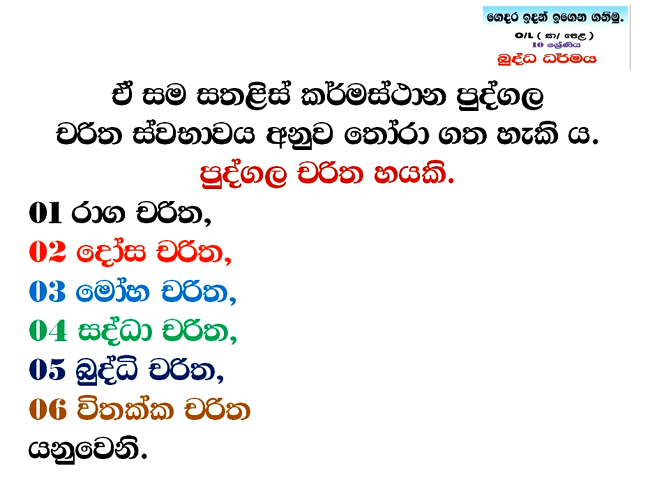 ගෙදර ඉදන් ඉගෙන ගනිමු.
O/L ( සා/ පෙළ )
10 ශ්‍රේණිය
බුද්ධ ධර්මය
ඒ සම සතළිස් කර්මස්ථාන පුද්ගල
චරිත ස්වභාවය අනුව තෝරා ගත හැකි ය.
පුද්ගල චරිත හයකි.
01 රාග චරිත,
02 දෝස චරිත,
03 මෝහ චරිත,
04 සද්ධා චරිත,
05 බුද්ධි චරිත,
06 විතක්ක චරිත
යනුවෙනි.